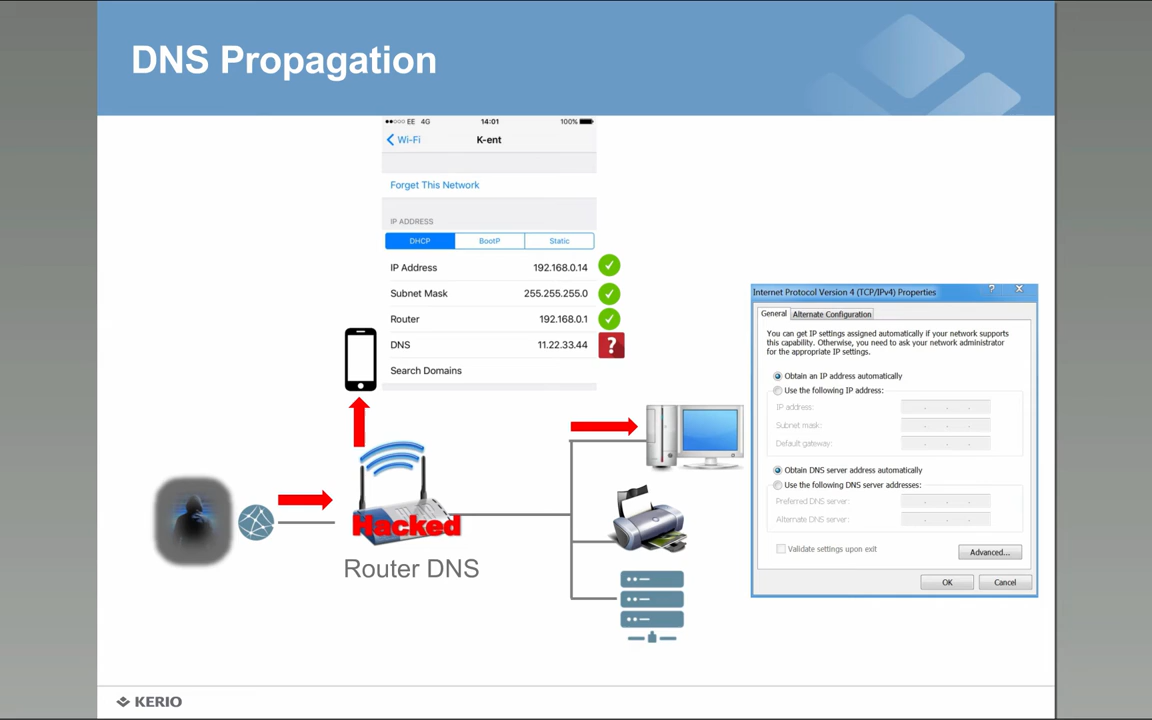 DNS Propagation
EE 4G 14:01 100%
Wi-Fi K-ent
Forget This Network
IP ADDRESS
DHCP BootP Static
IP Address 192.168.0.14
Subnet Mask 255.255.255.0
Router 192.168.0.1
DNS 11.22.33.44 ?
Search Domains
Hacked
Router DNS
Internet Protocol Version 4 (TCP/IPv4) Properties
General Alternate Configuration
You can get IP settings assigned automatically if your network supports
this capability. Otherwise, you need to ask your network administrator
for the appropriate IP settings.
Obtain an IP address automatically
Use the following IP address:
IP address:
Subnet mask:
Default gateway:
Obtain DNS server address automatically
Use the following DNS server addresses:
Preferred DNS server:
Alternate DNS server:
Validate settings upon exit
Advanced...
OK Cancel
KERIO